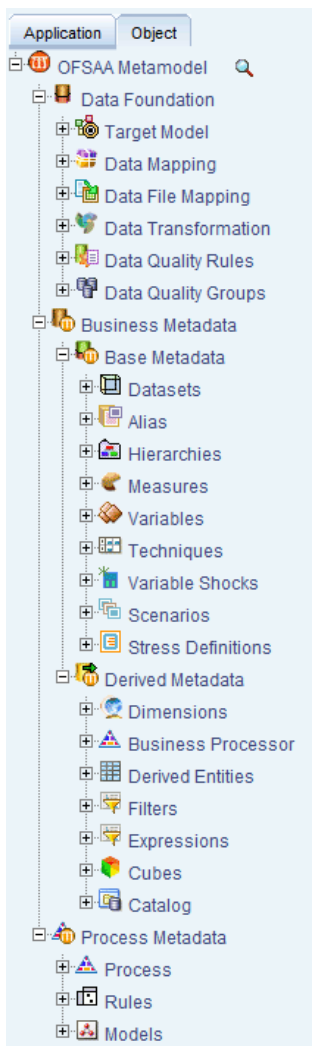 Application Object
OFSAA Metamodel
Data Foundation
Target Model
Data Mapping
Data File Mapping
Data Transformation
Data Quality Rules
Data Quality Groups
Business Metadata
Base Metadata
Datasets
Alias
Hierarchies
Measures
Variables
Techniques
Variable Shocks
Scenarios
Stress Definitions
Derived Metadata
Dimensions
Business Processor
Derived Entities
Filters
Expressions
Cubes
Catalog
Process Metadata
Process
Rules
Models